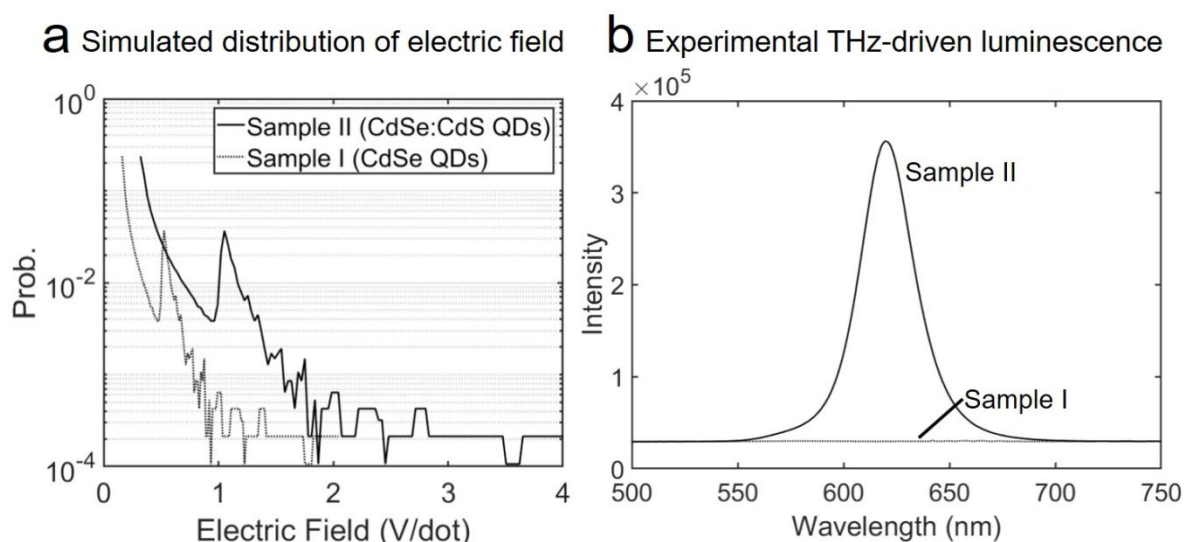 a Simulated distribution of electric field
10^0
10^-2
10^-4
Prob.
Sample II (CdSe:CdS QDs)
Sample I (CdSe QDs)
0 1 2 3 4
Electric Field (V/dot)
b Experimental THz-driven luminescence
×10^5
4
3
2
1
0
Intensity
Sample II
Sample I
500 550 600 650 700 750
Wavelength (nm)